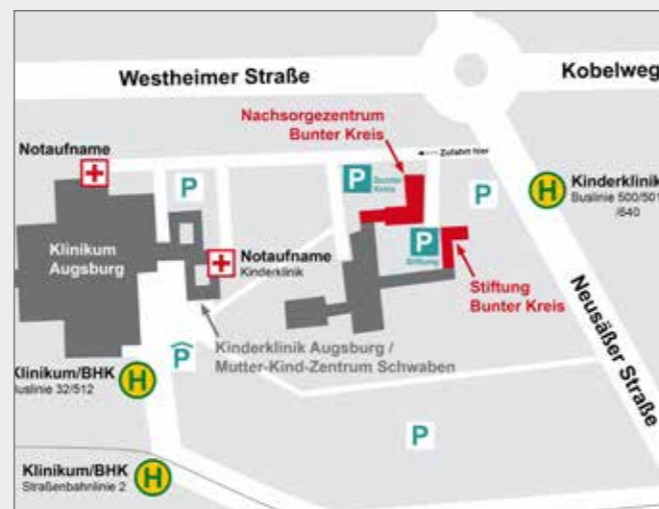 Westheimer Straße
Kobelweg
Nachsorgezentrum
Bunter Kreis
Notaufname
Zufahrt hier
P
P
Bunter
Kreis
P
H
Kinderklinik
Buslinie 500/501
/640
Klinikum
Augsburg
Notaufname
Kinderklinik
P
Stiftung
Stiftung
Bunter Kreis
Neusäßer Straße
Kinderklinik Augsburg /
Mutter-Kind-Zentrum Schwaben
P
Klinikum/BHK
Buslinie 32/512
H
P
Klinikum/BHK
Straßenbahnlinie 2
H